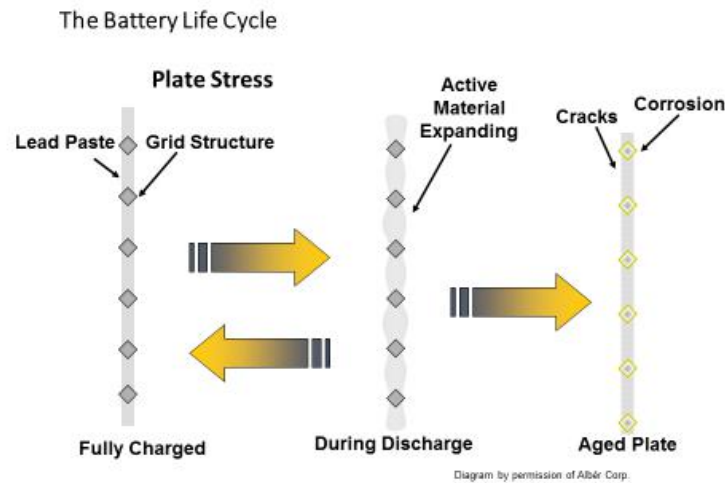 The Battery Life Cycle
Plate Stress
Lead Paste
Grid Structure
Active
Material
Expanding
Cracks
Corrosion
Fully Charged
During Discharge
Aged Plate
Diagram by permission of Albér Corp.